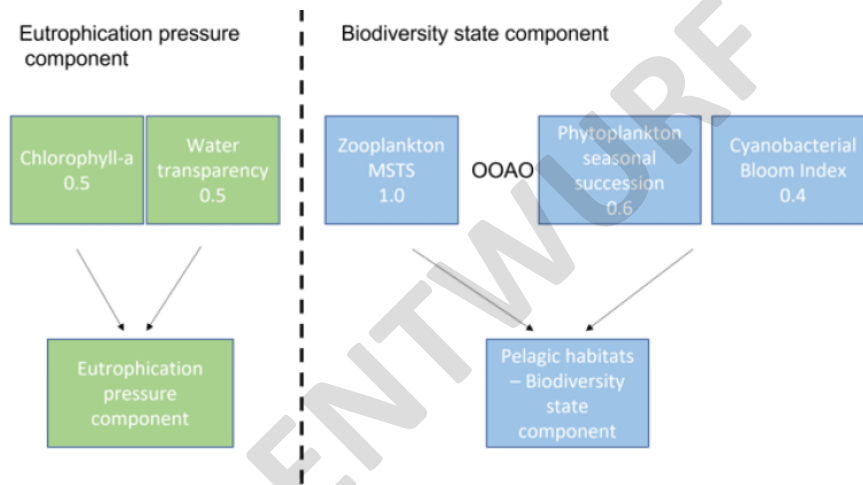 Eutrophication pressure
component
Biodiversity state component
Chlorophyll-a
0.5
Water
transparency
0.5
Zooplankton
MSTS
1.0
OOAO
Phytoplankton
seasonal
succession
0.6
Cyanobacterial
Bloom Index
0.4
Eutrophication
pressure
component
Pelagic habitats
– Biodiversity
state
component
ENTWURF